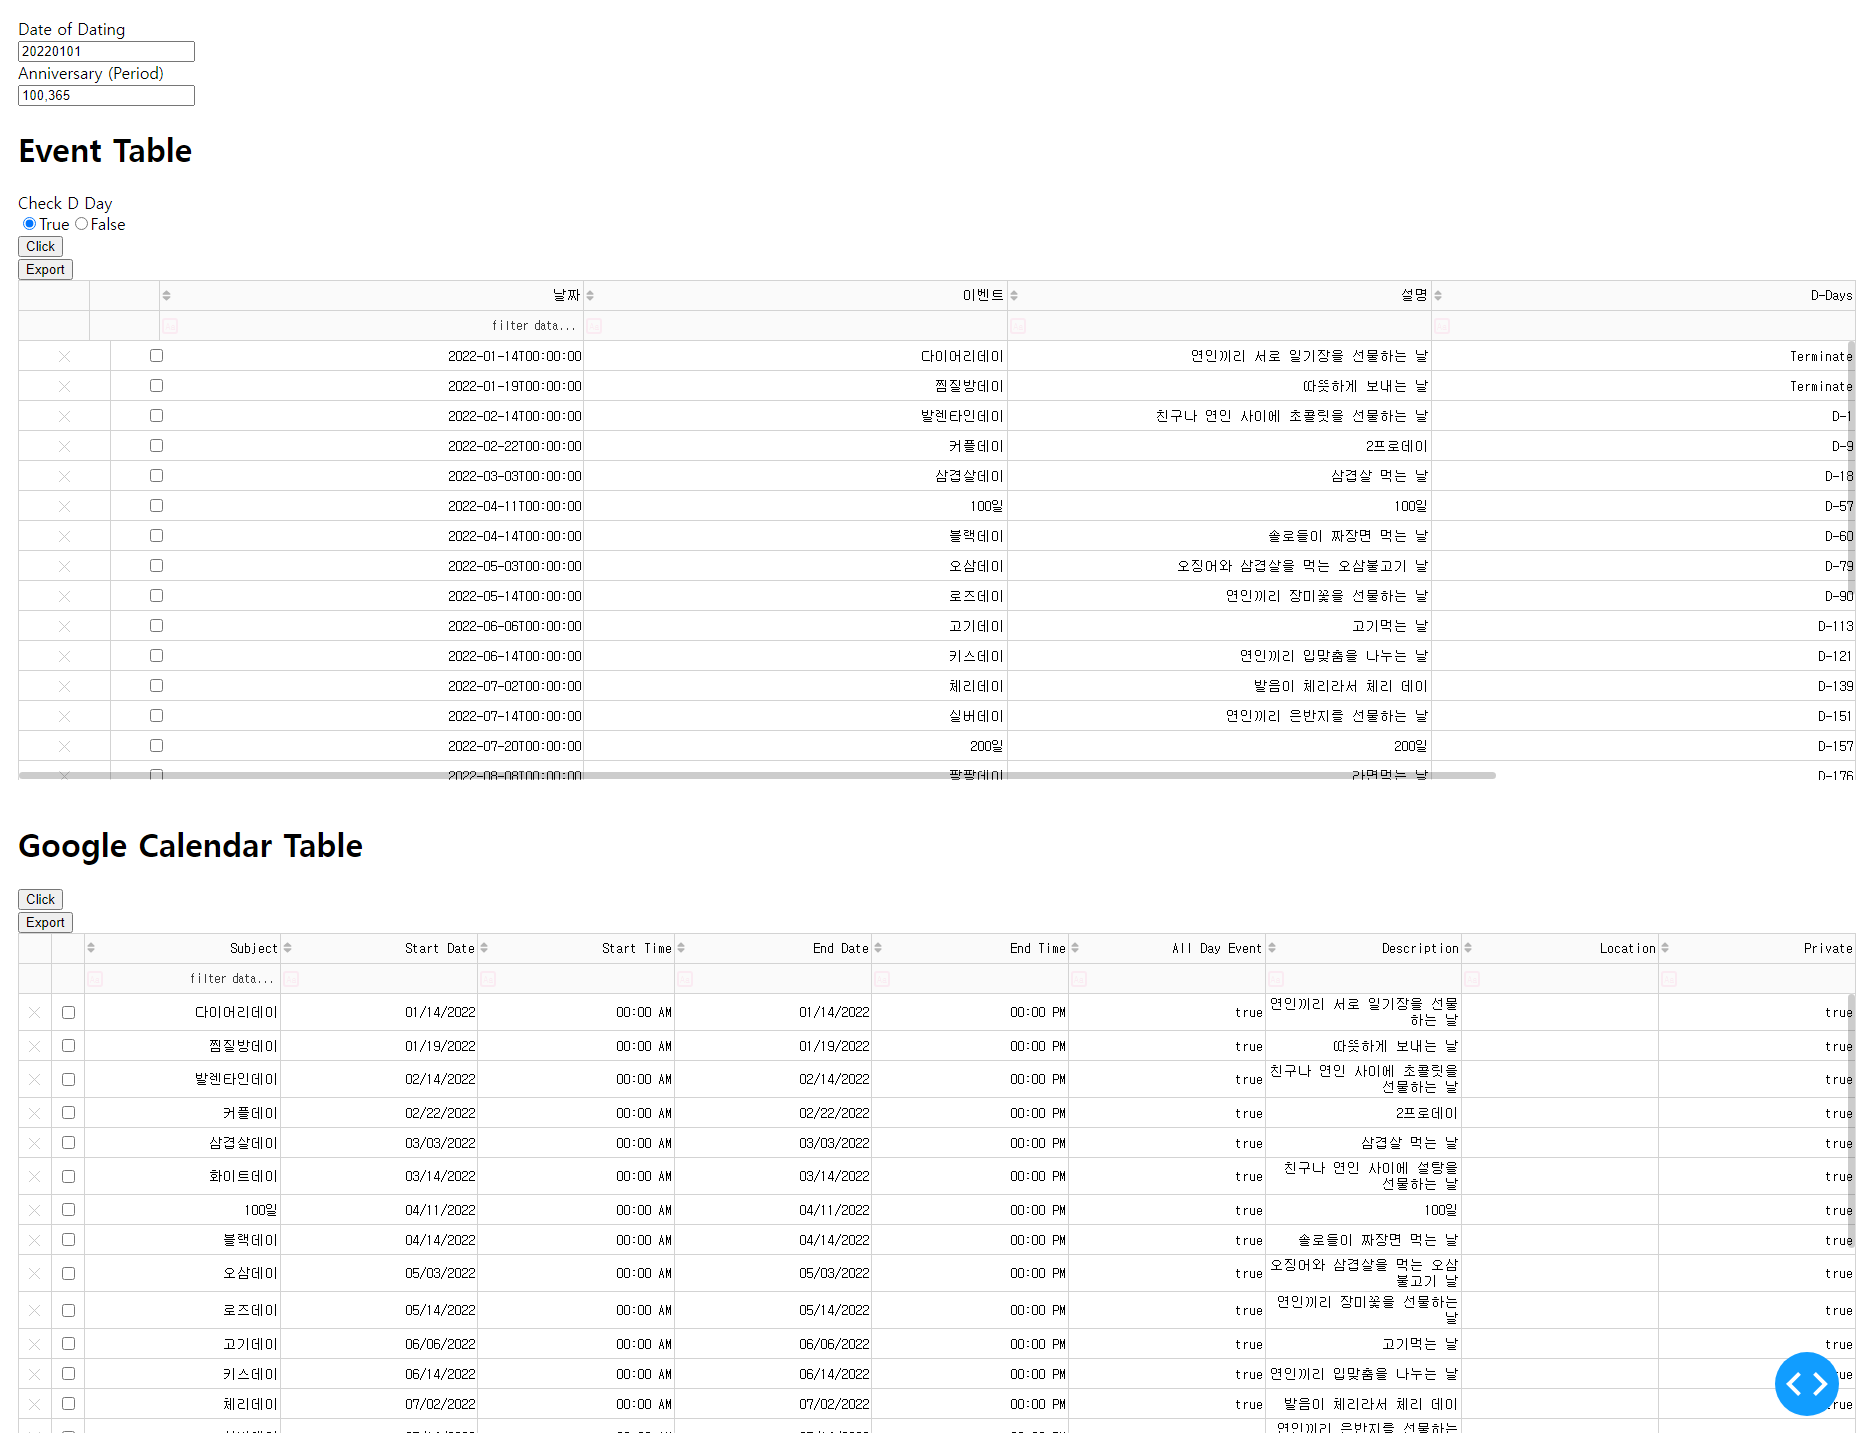 Date of Dating
20220101
Anniversary (Period)
100,365
Event Table
Check D Day
True False
Click
Export
날짜 이벤트 설명 D-Days
filter data...
2022-01-14T00:00:00 다이어리데이 연인끼리 서로 일기장을 선물하는 날 Terminate
2022-01-19T00:00:00 찜질방데이 따뜻하게 보내는 날 Terminate
2022-02-14T00:00:00 발렌타인데이 친구나 연인 사이에 초콜릿을 선물하는 날 D-1
2022-02-22T00:00:00 커플데이 2프로데이 D-9
2022-03-03T00:00:00 삼겹살데이 삼겹살 먹는 날 D-18
2022-04-11T00:00:00 100일 100일 D-57
2022-04-14T00:00:00 블랙데이 솔로들이 짜장면 먹는 날 D-60
2022-05-03T00:00:00 오삼데이 오징어와 삼겹살을 먹는 오삼불고기 날 D-79
2022-05-14T00:00:00 로즈데이 연인끼리 장미꽃을 선물하는 날 D-90
2022-06-06T00:00:00 고기데이 고기먹는 날 D-113
2022-06-14T00:00:00 키스데이 연인끼리 입맞춤을 나누는 날 D-121
2022-07-02T00:00:00 체리데이 발음이 체리라서 체리 데이 D-139
2022-07-14T00:00:00 실버데이 연인끼리 은반지를 선물하는 날 D-151
2022-07-20T00:00:00 200일 200일 D-157
2022-08-08T00:00:00 팔팔데이 라면먹는 날 D-176
Google Calendar Table
Click
Export
Subject Start Date Start Time End Date End Time All Day Event Description Location Private
filter data...
다이어리데이 01/14/2022 00:00 AM 01/14/2022 00:00 PM true 연인끼리 서로 일기장을 선물 true
하는 날
찜질방데이 01/19/2022 00:00 AM 01/19/2022 00:00 PM true 따뜻하게 보내는 날 true
발렌타인데이 02/14/2022 00:00 AM 02/14/2022 00:00 PM true 친구나 연인 사이에 초콜릿을 true
선물하는 날
커플데이 02/22/2022 00:00 AM 02/22/2022 00:00 PM true 2프로데이 true
삼겹살데이 03/03/2022 00:00 AM 03/03/2022 00:00 PM true 삼겹살 먹는 날 true
화이트데이 03/14/2022 00:00 AM 03/14/2022 00:00 PM true 친구나 연인 사이에 설탕을 true
선물하는 날
100일 04/11/2022 00:00 AM 04/11/2022 00:00 PM true 100일 true
블랙데이 04/14/2022 00:00 AM 04/14/2022 00:00 PM true 솔로들이 짜장면 먹는 날 true
오삼데이 05/03/2022 00:00 AM 05/03/2022 00:00 PM true 오징어와 삼겹살을 먹는 오삼 true
불고기 날
로즈데이 05/14/2022 00:00 AM 05/14/2022 00:00 PM true 연인끼리 장미꽃을 선물하는 true
날
고기데이 06/06/2022 00:00 AM 06/06/2022 00:00 PM true 고기먹는 날 true
키스데이 06/14/2022 00:00 AM 06/14/2022 00:00 PM true 연인끼리 입맞춤을 나누는 날
체리데이 07/02/2022 00:00 AM 07/02/2022 00:00 PM true 발음이 체리라서 체리 데이
연인끼리 은반지를 선물하는